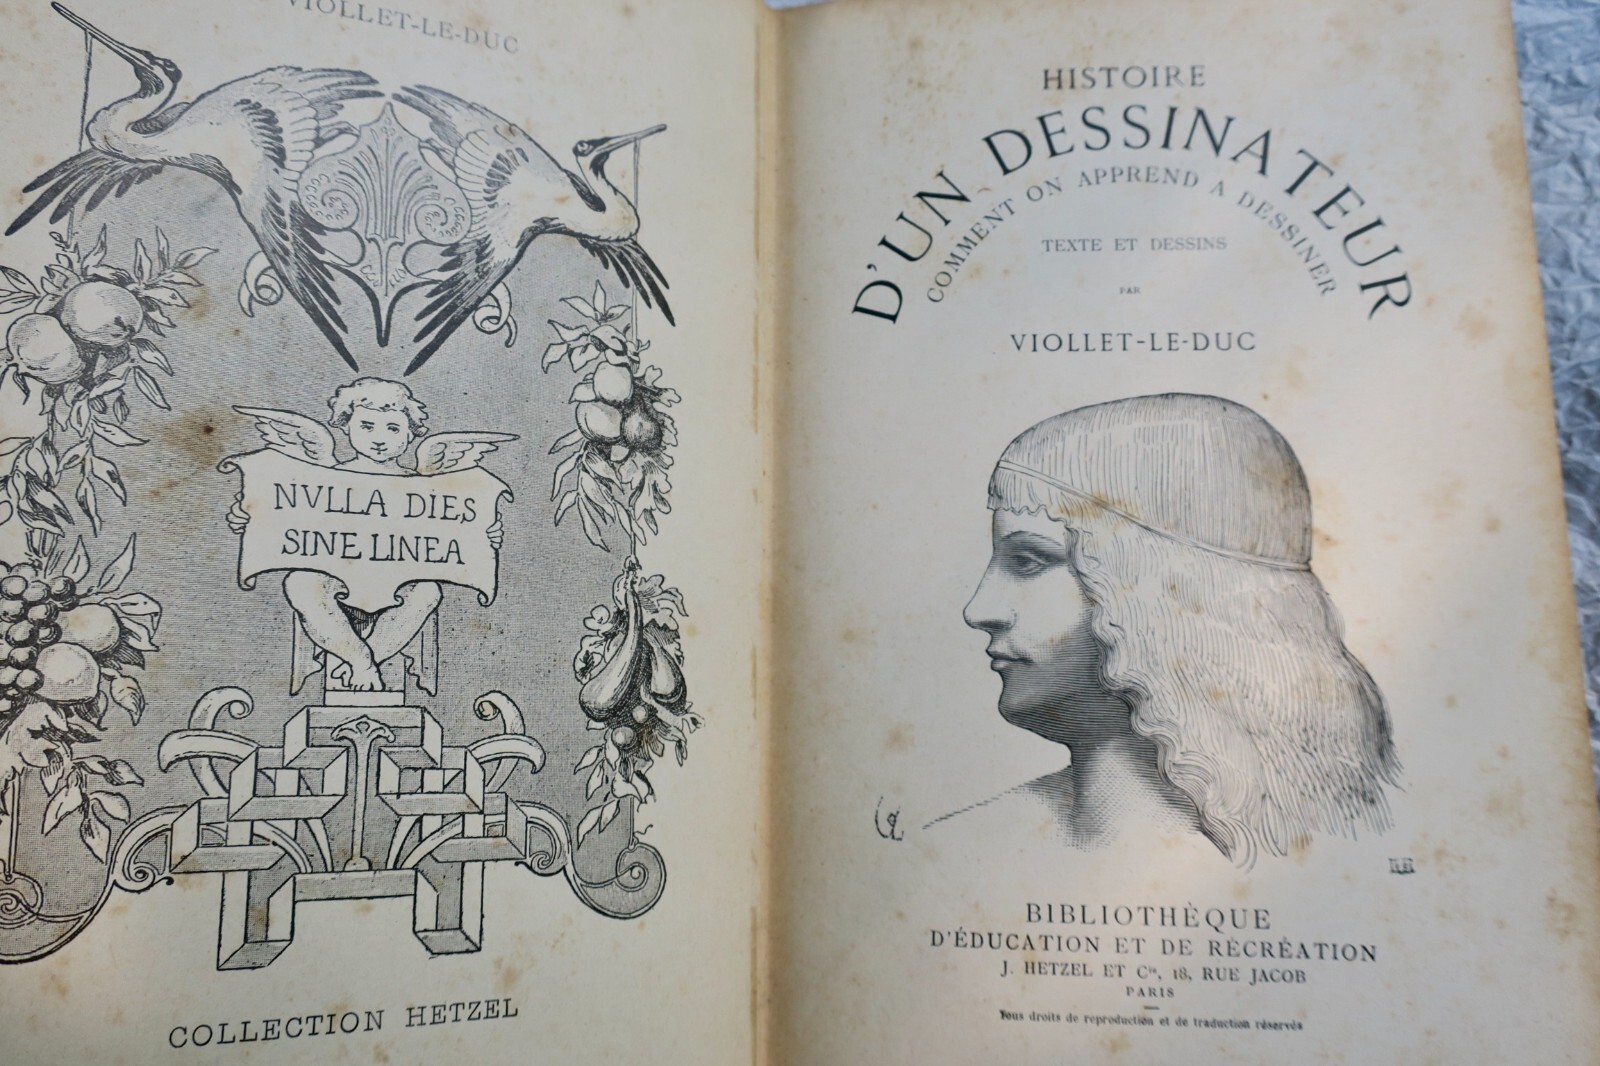 VIOLLET-LE-DUC
NVLLA DIES
SINE LINEA
COLLECTION HETZEL
HISTOIRE
D'UN DESSINATEUR
COMMENT ON APPREND A DESSINER
TEXTE ET DESSINS
PAR
VIOLLET-LE-DUC
BIBLIOTHÈQUE
D'ÉDUCATION ET DE RÉCRÉATION
J. HETZEL ET Cie, 18, RUE JACOB
PARIS
Tous droits de reproduction et de traduction réservés